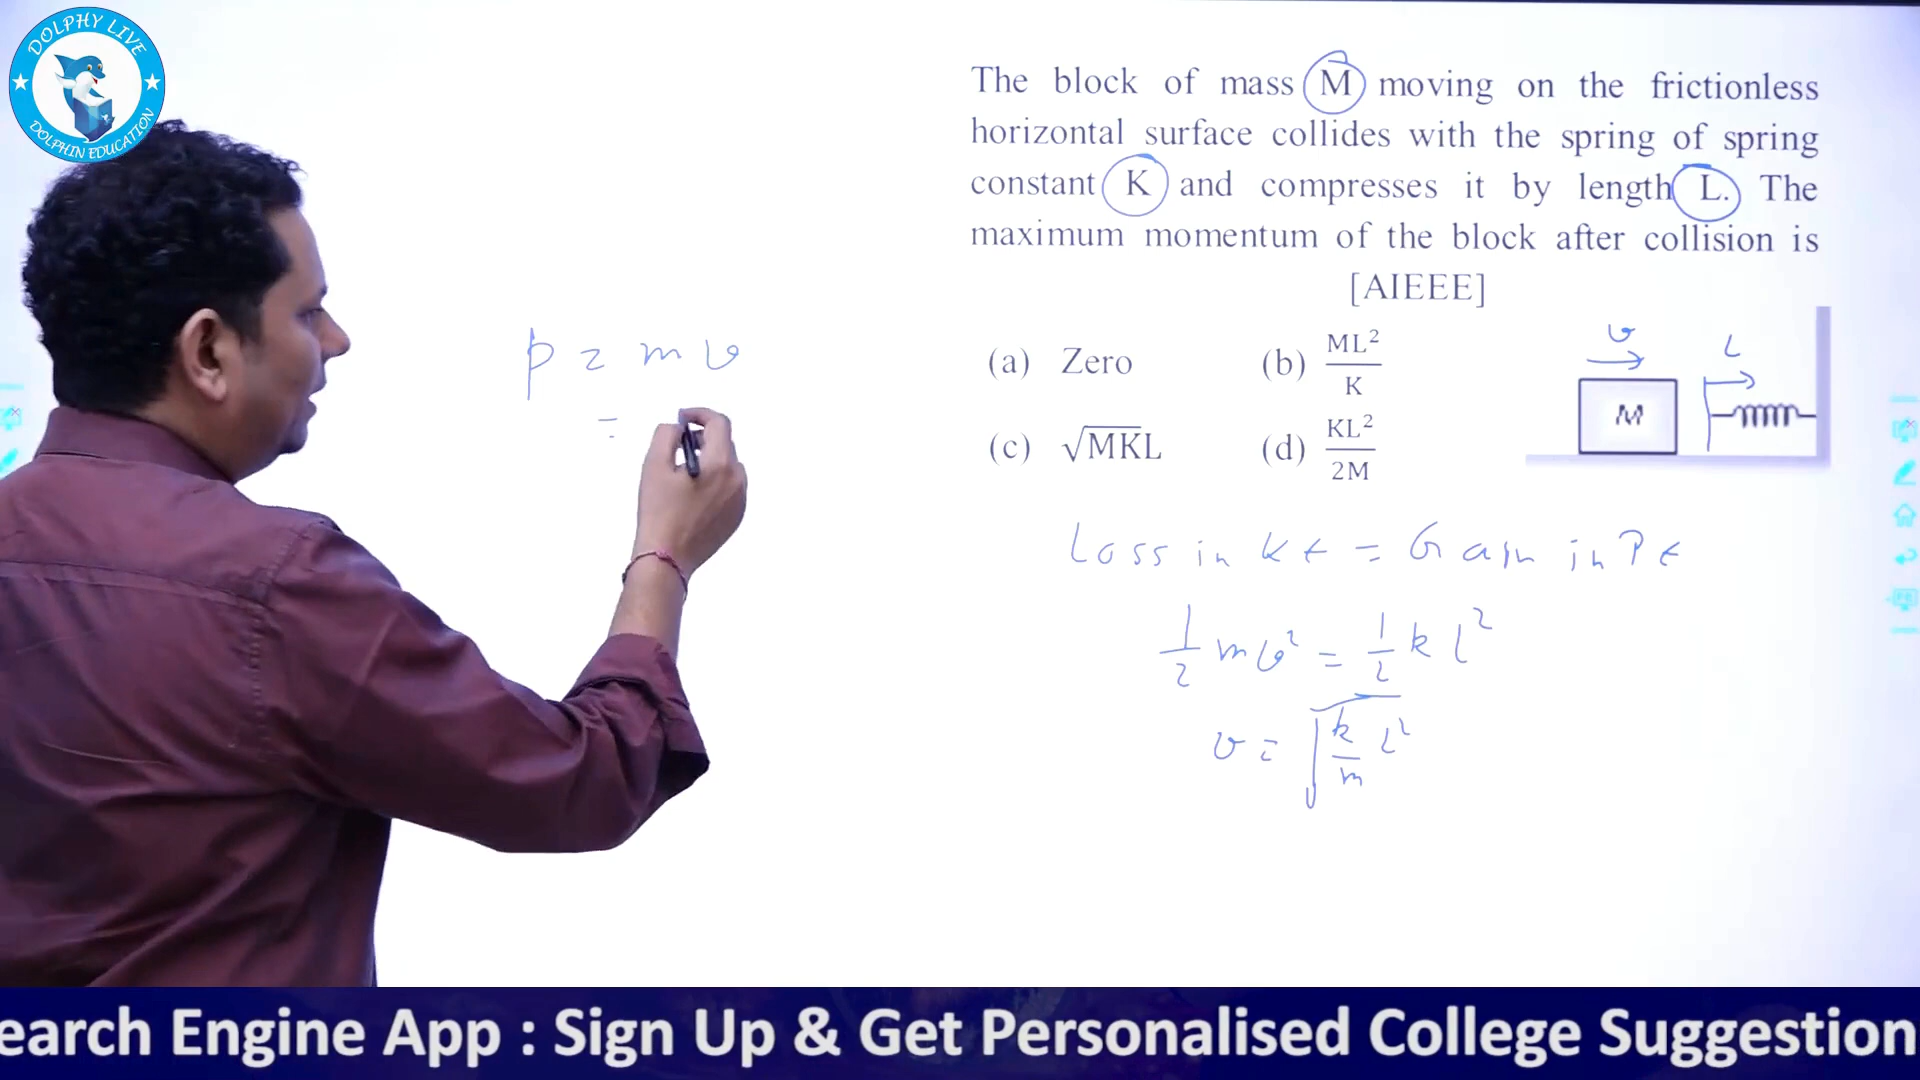 DOLPHY LIVE
DOLPHIN EDUCATION
The block of mass M moving on the frictionless
horizontal surface collides with the spring of spring
constant K and compresses it by length L. The
maximum momentum of the block after collision is
[AIEEE]
(a) Zero (b) ML²/K
(c) √MKL (d) KL²/2M
v
L
M
p = mv
=
Loss in KE = Gain in PE
1/2 mv² = 1/2 kl²
v = √(k/m l²)
earch Engine App : Sign Up & Get Personalised College Suggestion